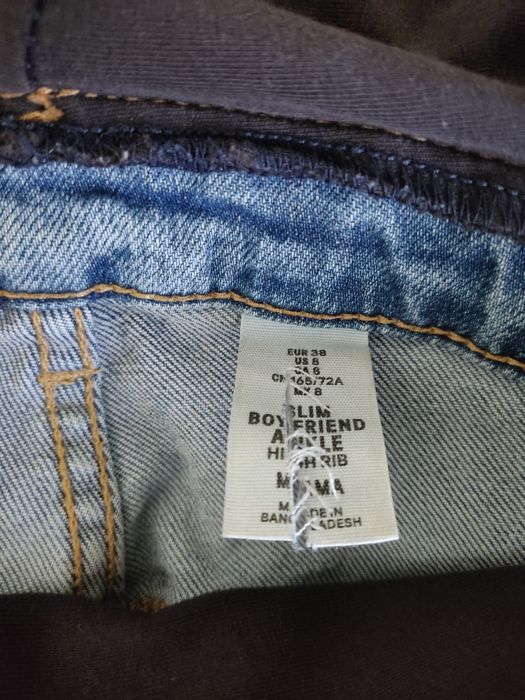 EUR 38
US 8
CA 8
CN 165/72A
MX 8
SLIM
BOYFRIEND
ANKLE
HIGH RIB
MAMA
MADE IN
BANGLADESH